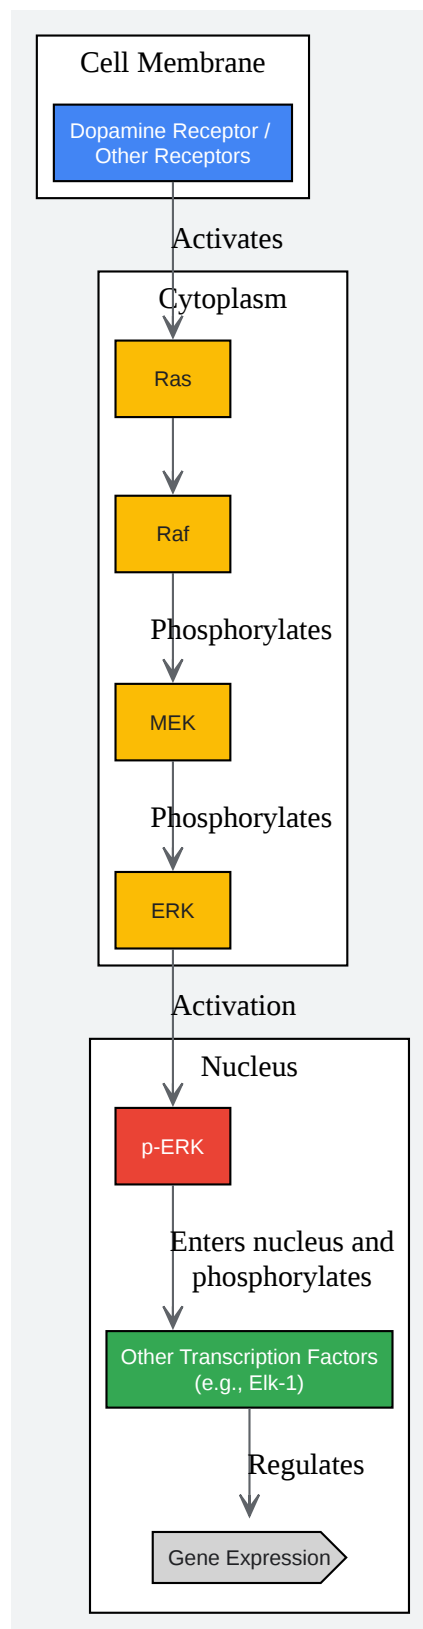 Cell Membrane
Dopamine Receptor /
Other Receptors
Activates
Cytoplasm
Ras
Raf
Phosphorylates
MEK
Phosphorylates
ERK
Activation
Nucleus
p-ERK
Enters nucleus and
phosphorylates
Other Transcription Factors
(e.g., Elk-1)
Regulates
Gene Expression